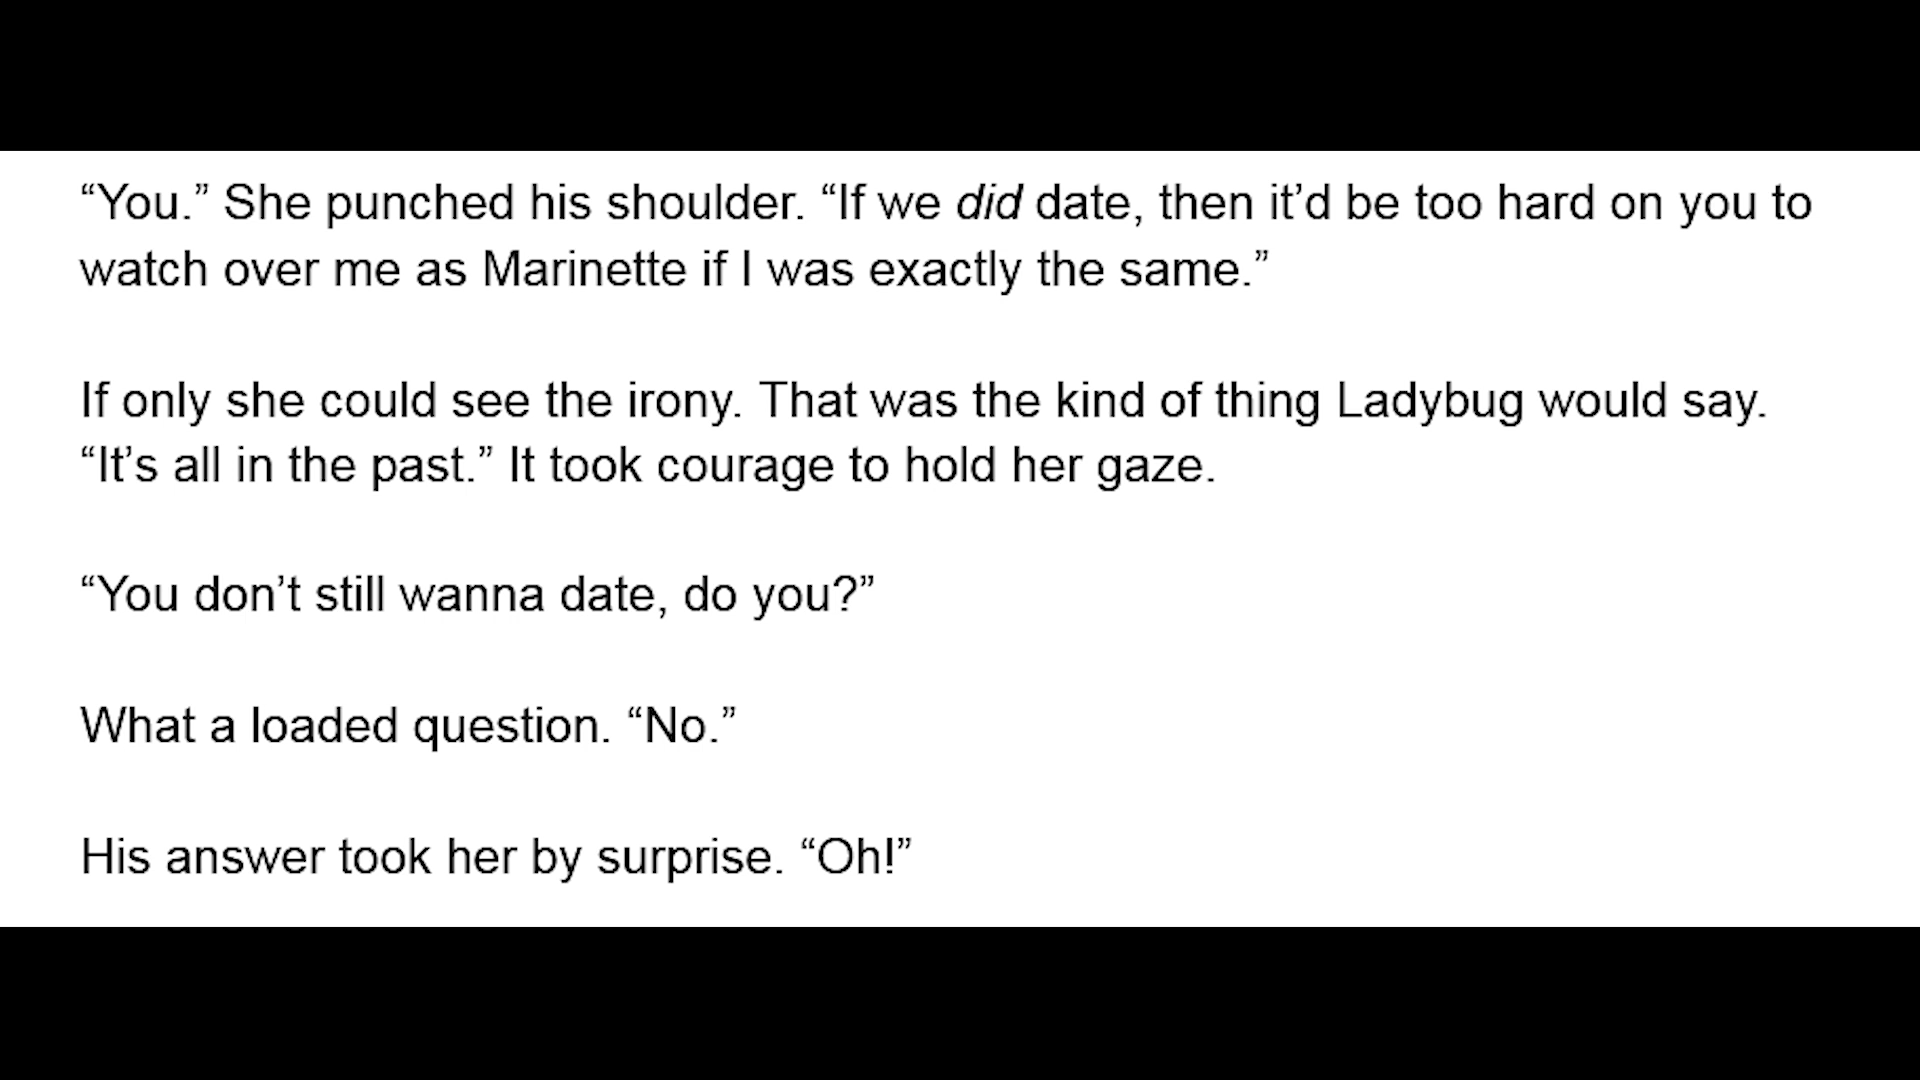 “You.” She punched his shoulder. “If we did date, then it’d be too hard on you to
watch over me as Marinette if I was exactly the same.”
If only she could see the irony. That was the kind of thing Ladybug would say.
“It’s all in the past.” It took courage to hold her gaze.
“You don’t still wanna date, do you?”
What a loaded question. “No.”
His answer took her by surprise. “Oh!”